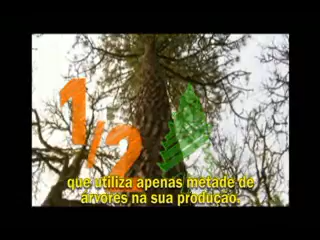 1/2
que utiliza apenas metade de
árvores na sua produção.